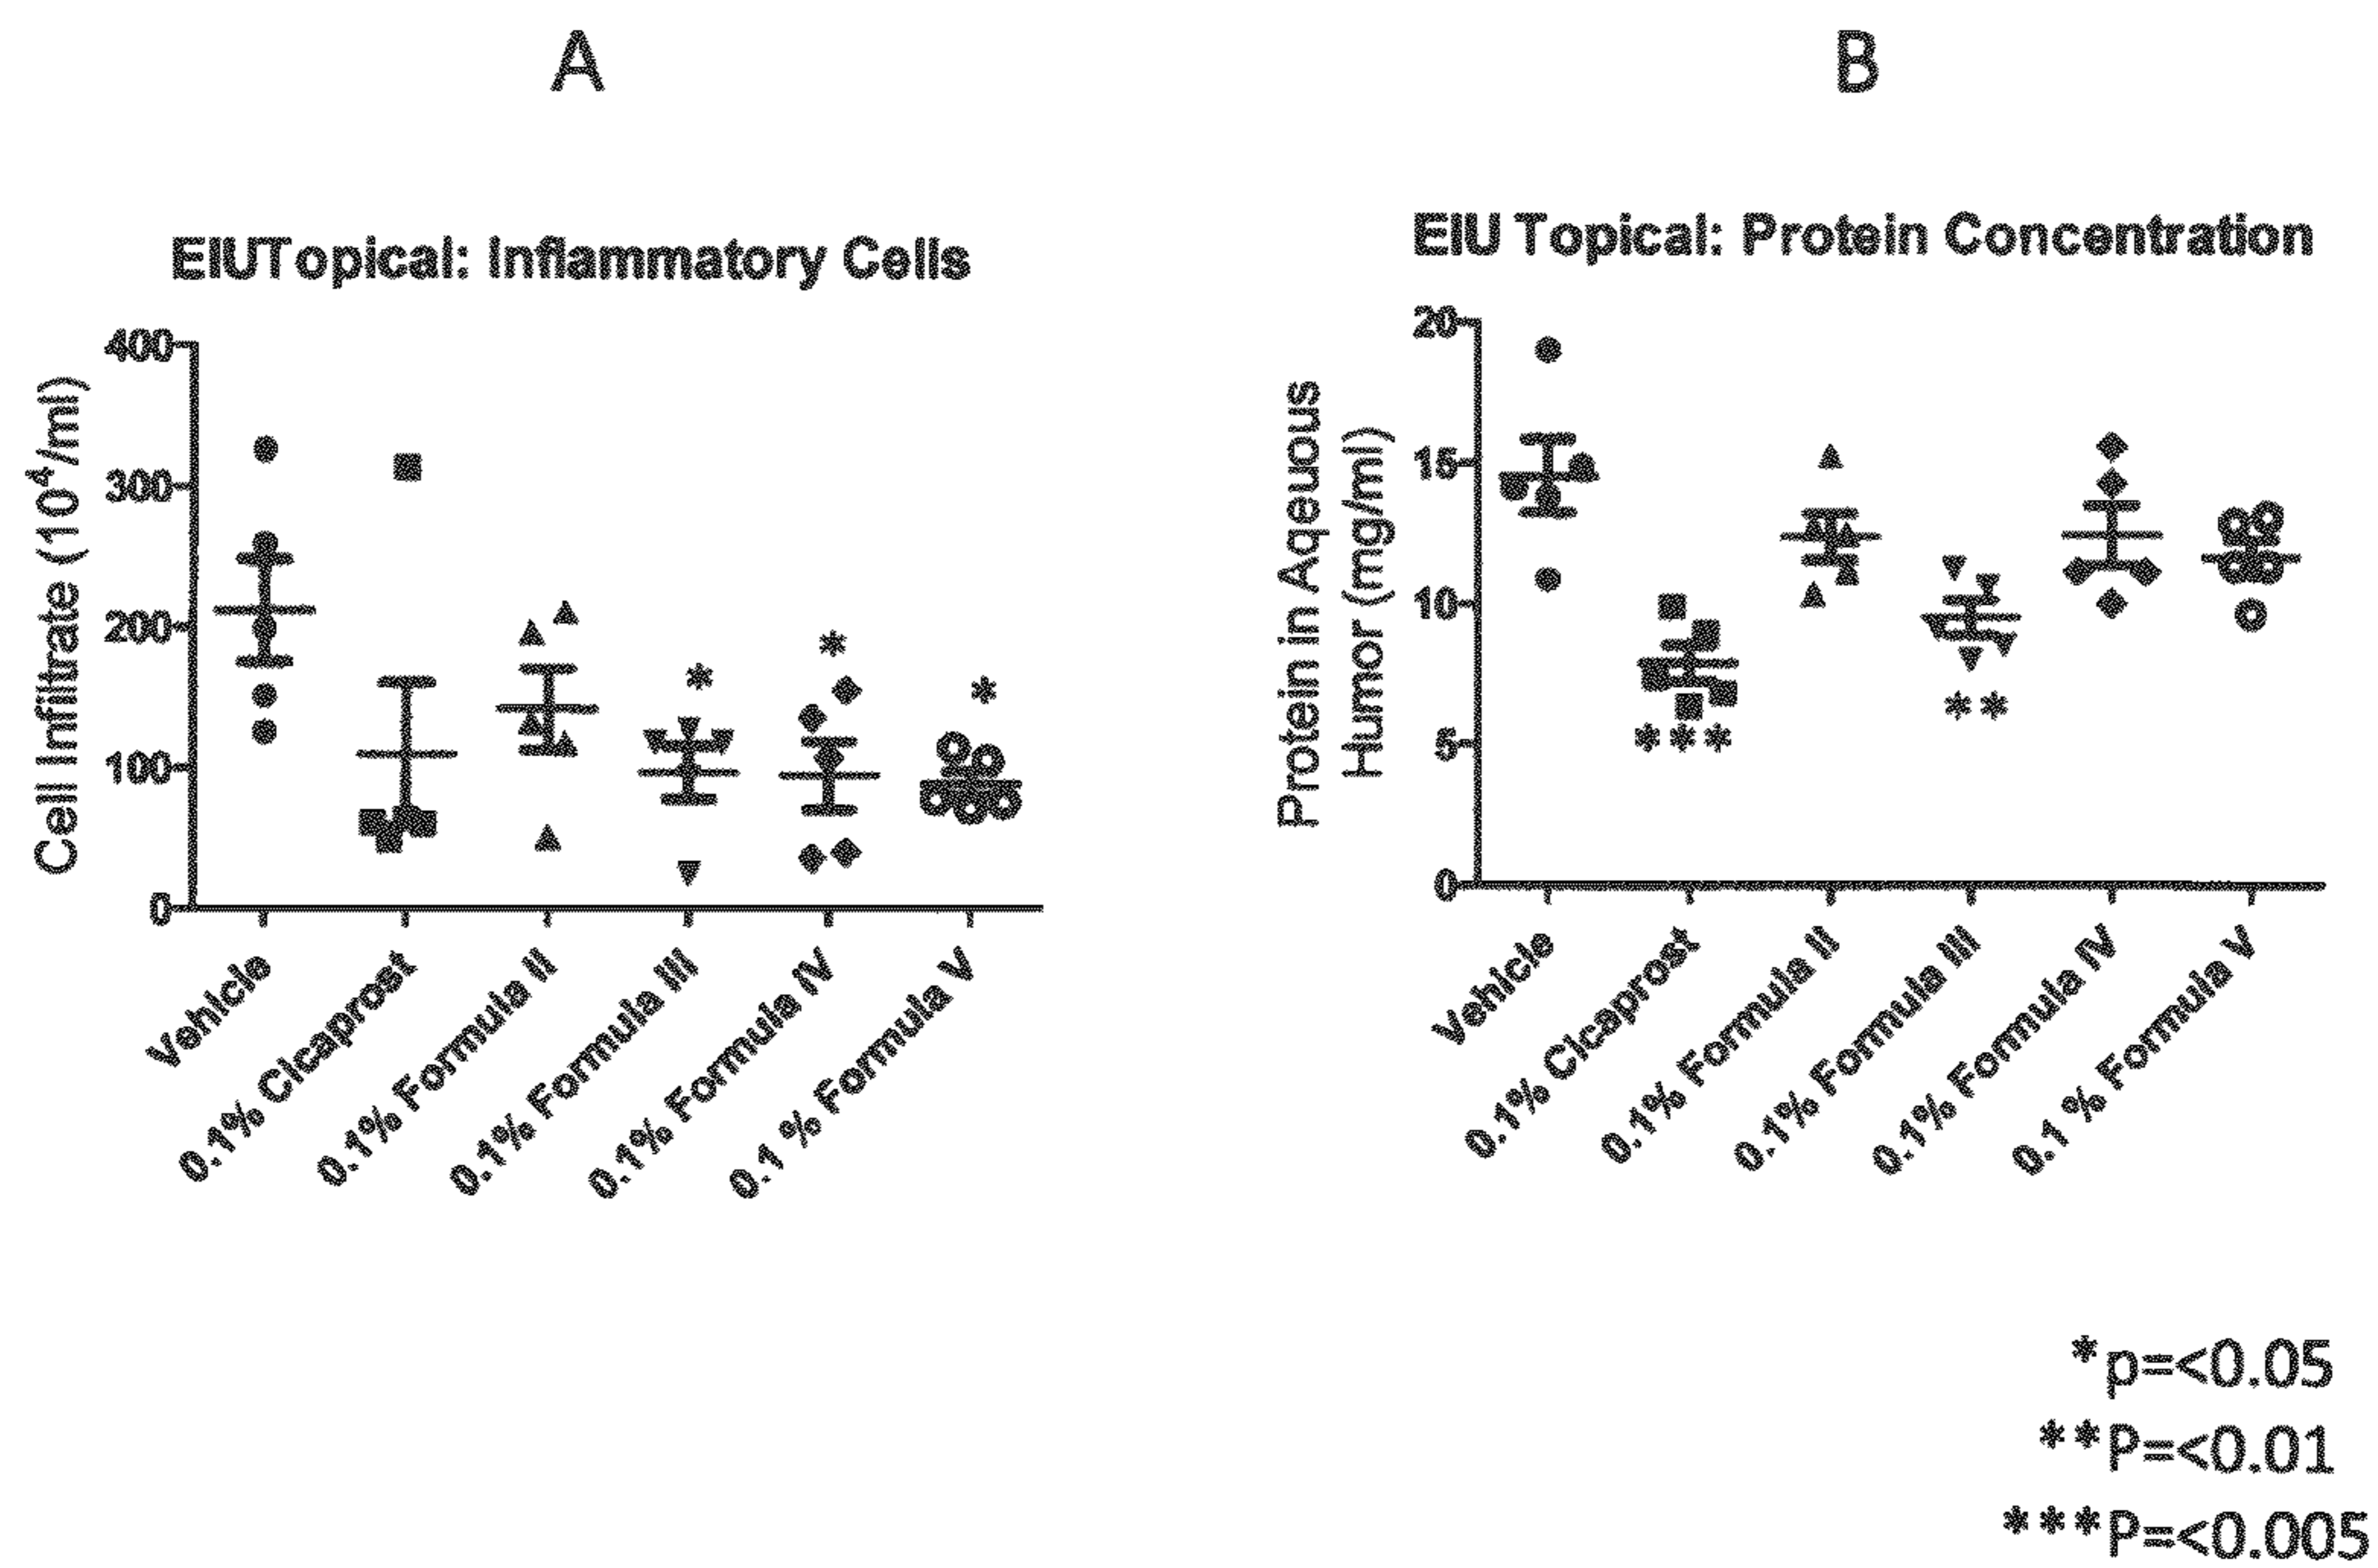 A
EIUTopical: Inflammatory Cells
Cell Infiltrate (10⁴/ml)
400
300
200
100
0
*
*
*
Vehicle
0.1% Cicaprost
0.1% Formula II
0.1% Formula III
0.1% Formula IV
0.1 % Formula V
B
EIU Topical: Protein Concentration
Protein in Aqeuous
Humor (mg/ml)
20
15
10
5
0
***
**
Vehicle
0.1% Cicaprost
0.1% Formula II
0.1% Formula III
0.1% Formula IV
0.1 % Formula V
*p=<0.05
**P=<0.01
***P=<0.005